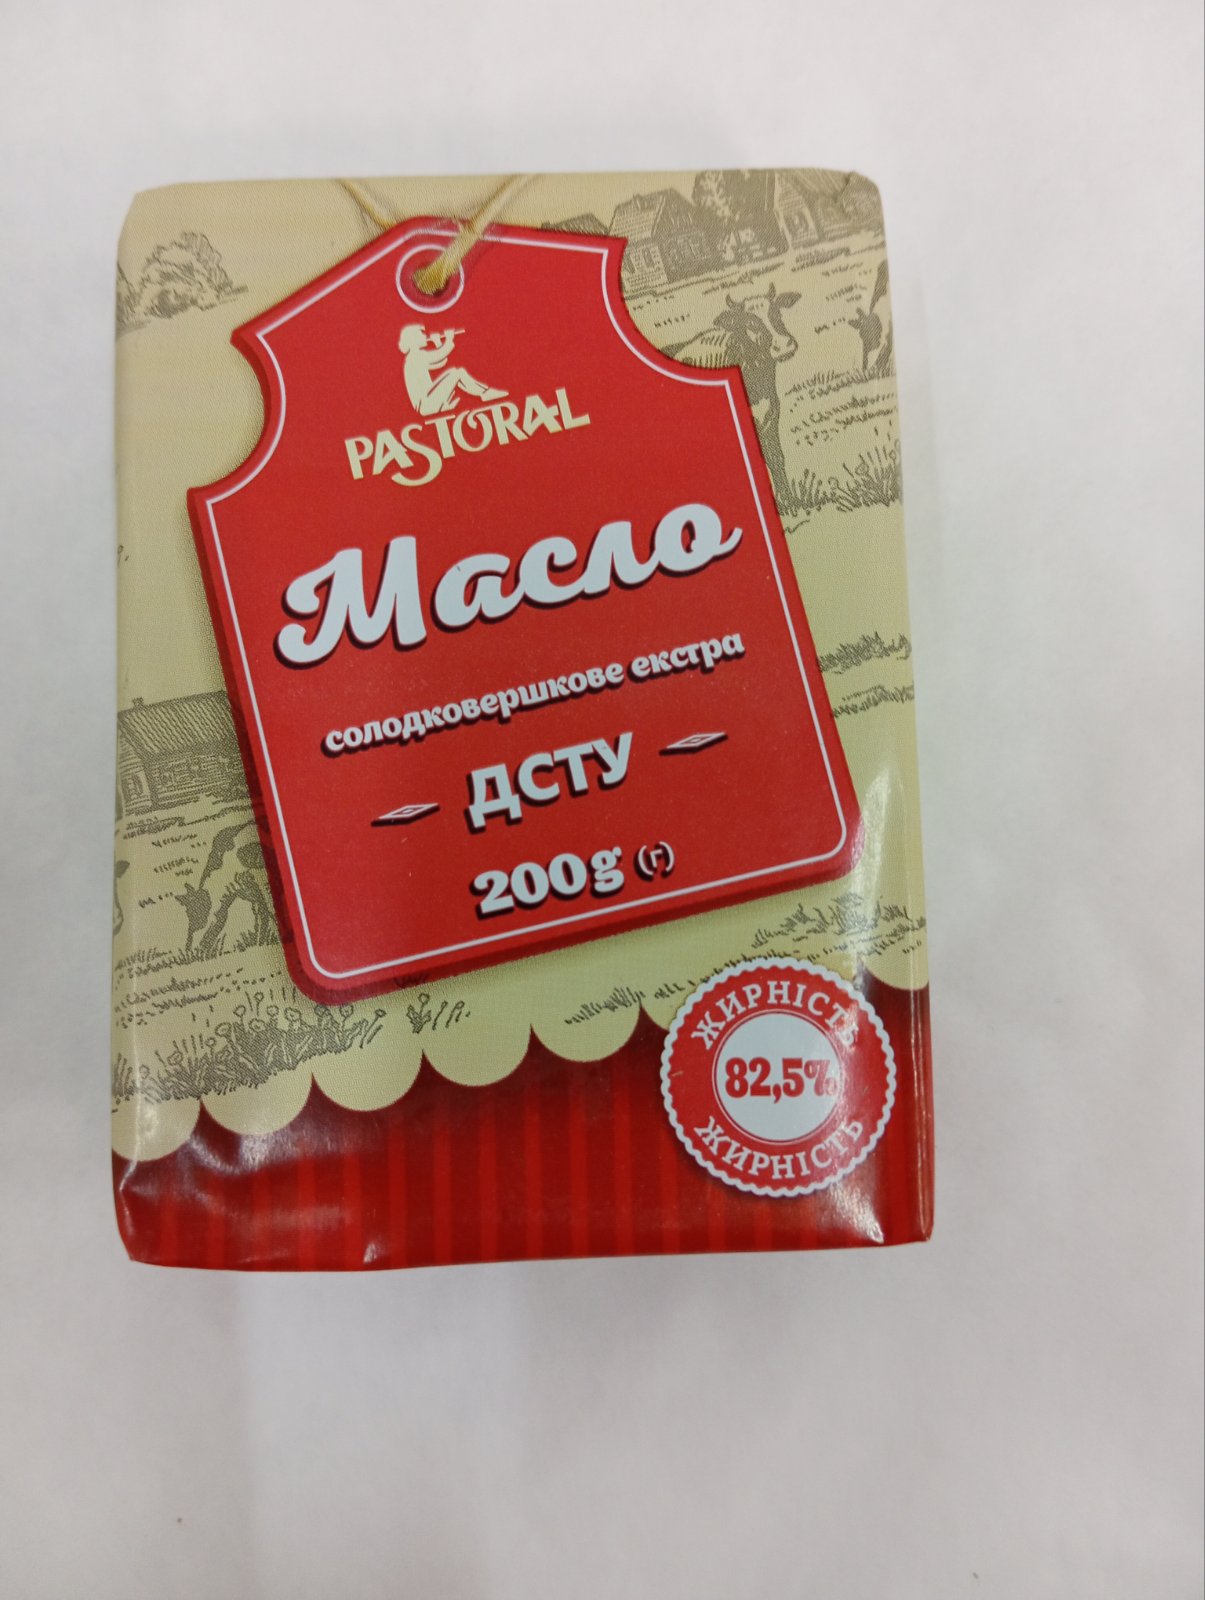 PASTORAL
Масло
солодковершкове екстра
ДСТУ
200g (г)
ЖИРНІСТЬ
82,5%
ЖИРНІСТЬ